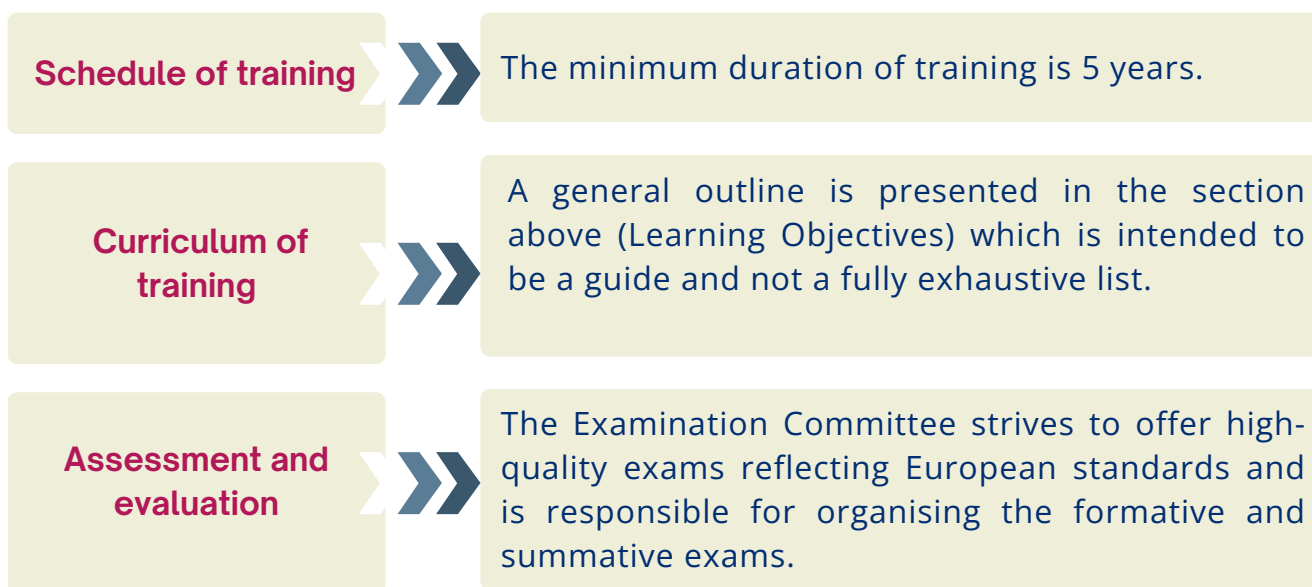 Schedule of training
The minimum duration of training is 5 years.
Curriculum of
training
A general outline is presented in the section
above (Learning Objectives) which is intended to
be a guide and not a fully exhaustive list.
Assessment and
evaluation
The Examination Committee strives to offer high-
quality exams reflecting European standards and
is responsible for organising the formative and
summative exams.